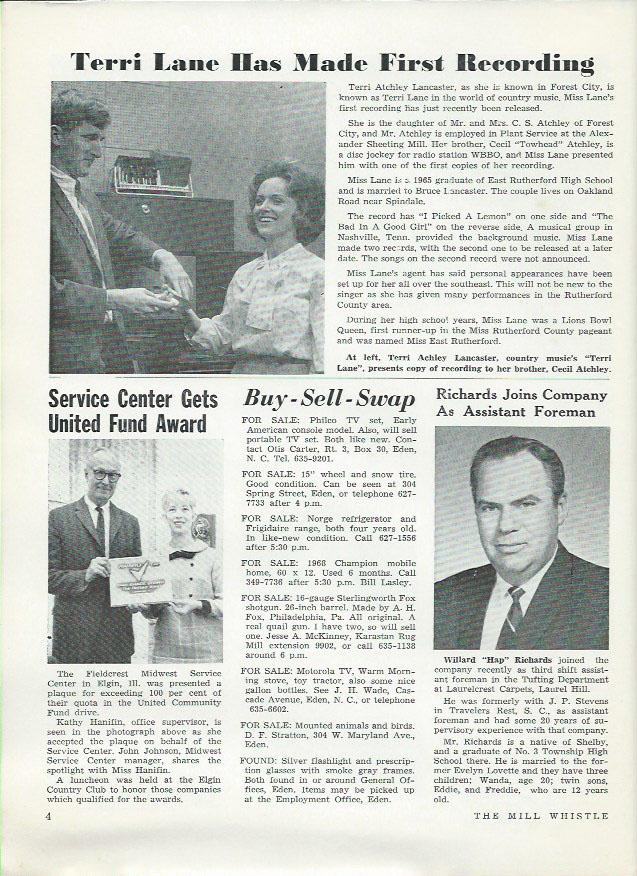 Terri Lane Has Made First Recording
Terri Atchley Lancaster, as she is known in Forest City, is
known as Terri Lane in the world of country music. Miss Lane's
first recording has just recently been released.
She is the daughter of Mr. and Mrs. C. S. Atchley of Forest
City, and Mr. Atchley is employed in Plant Service at the Alex-
ander Sheeting Mill. Her brother, Cecil "Towhead" Atchley, is
a disc jockey for radio station WBBO, and Miss Lane presented
him with one of the first copies of her recording.
Miss Lane is a 1965 graduate of East Rutherford High School
and is married to Bruce Lancaster. The couple lives on Oakland
Road near Spindale.
The record has "I Picked A Lemon" on one side and "The
Bad In A Good Girl" on the reverse side. A musical group in
Nashville, Tenn. provided the background music. Miss Lane
made two records, with the second one to be released at a later
date. The songs on the second record were not announced.
Miss Lane's agent has said personal appearances have been
set up for her all over the southeast. This will not be new to the
singer as she has given many performances in the Rutherford
County area.
During her high school years, Miss Lane was a Lions Bowl
Queen, first runner-up in the Miss Rutherford County pageant
and was named Miss East Rutherford.
At left, Terri Achley Lancaster, country music's "Terri
Lane", presents copy of recording to her brother, Cecil Atchley.
Service Center Gets
United Fund Award
The Fieldcrest Midwest Service
Center in Elgin, Ill. was presented a
plaque for exceeding 100 per cent of
their quota in the United Community
Fund drive.
Kathy Hanifin, office supervisor, is
seen in the photograph above as she
accepted the plaque on behalf of the
Service Center. John Johnson, Midwest
Service Center manager, shares the
spotlight with Miss Hanifin.
A luncheon was held at the Elgin
Country Club to honor those companies
which qualified for the awards.
Buy-Sell-Swap
FOR SALE: Philco TV set, Early
American console model. Also, will sell
portable TV set. Both like new. Con-
tact Otis Carter, Rt. 3, Box 30, Eden,
N. C. Tel. 635-9201.
FOR SALE: 15" wheel and snow tire.
Good condition. Can be seen at 304
Spring Street, Eden, or telephone 627-
7733 after 4 p.m.
FOR SALE: Norge refrigerator and
Frigidaire range, both four years old.
In like-new condition. Call 627-1556
after 5:30 p.m.
FOR SALE: 1968 Champion mobile
home, 60 x 12. Used 6 months. Call
349-7736 after 5:30 p.m. Bill Lasley.
FOR SALE: 16-gauge Sterlingworth Fox
shotgun. 26-inch barrel. Made by A. H.
Fox, Philadelphia, Pa. All original. A
real quail gun. I have two, so will sell
one. Jesse A. McKinney, Karastan Rug
Mill extension 9902, or call 635-1138
around 6 p.m.
FOR SALE: Motorola TV, Warm Morn-
ing stove, toy tractor, also some nice
gallon bottles. See J. H. Wade, Cas-
cade Avenue, Eden, N. C., or telephone
635-6602.
FOR SALE: Mounted animals and birds.
D. F. Stratton, 304 W. Maryland Ave.,
Eden.
FOUND: Silver flashlight and prescrip-
tion glasses with smoke gray frames.
Both found in or around General Of-
fices, Eden. Items may be picked up
at the Employment Office, Eden.
Richards Joins Company
As Assistant Foreman
Willard "Hap" Richards joined the
company recently as third shift assist-
ant foreman in the Tufting Department
at Laurelcrest Carpets, Laurel Hill.
He was formerly with J. P. Stevens
in Travelers Rest, S. C., as assistant
foreman and had some 20 years of su-
pervisory experience with that company.
Mr. Richards is a native of Shelby,
and a graduate of No. 3 Township High
School there. He is married to the for-
mer Evelyn Lovette and they have three
children; Wanda, age 20; twin sons,
Eddie, and Freddie, who are 12 years
old.
4
THE MILL WHISTLE